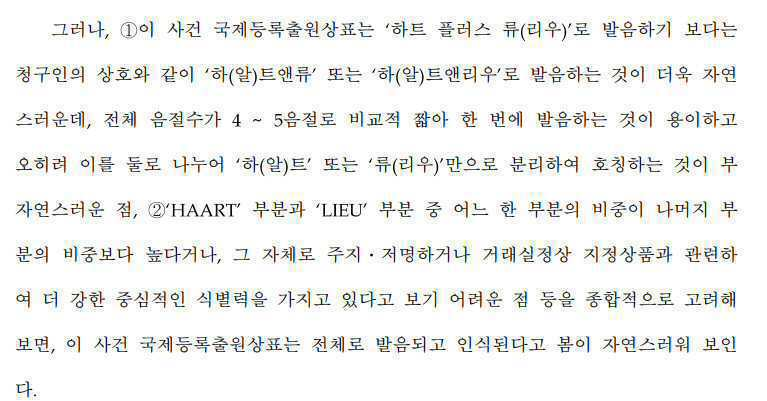 그러나, ①이 사건 국제등록출원상표는 '하트 플러스 류(리우)'로 발음하기 보다는
청구인의 상호와 같이 '하(알)트앤류' 또는 '하(알)트앤리우'로 발음하는 것이 더욱 자연
스러운데, 전체 음절수가 4 ~ 5음절로 비교적 짧아 한 번에 발음하는 것이 용이하고
오히려 이를 둘로 나누어 '하(알)트' 또는 '류(리우)'만으로 분리하여 호칭하는 것이 부
자연스러운 점, ②'HAART' 부분과 'LIEU' 부분 중 어느 한 부분의 비중이 나머지 부
분의 비중보다 높다거나, 그 자체로 주지·저명하거나 거래실정상 지정상품과 관련하
여 더 강한 중심적인 식별력을 가지고 있다고 보기 어려운 점 등을 종합적으로 고려해
보면, 이 사건 국제등록출원상표는 전체로 발음되고 인식된다고 봄이 자연스러워 보인
다.